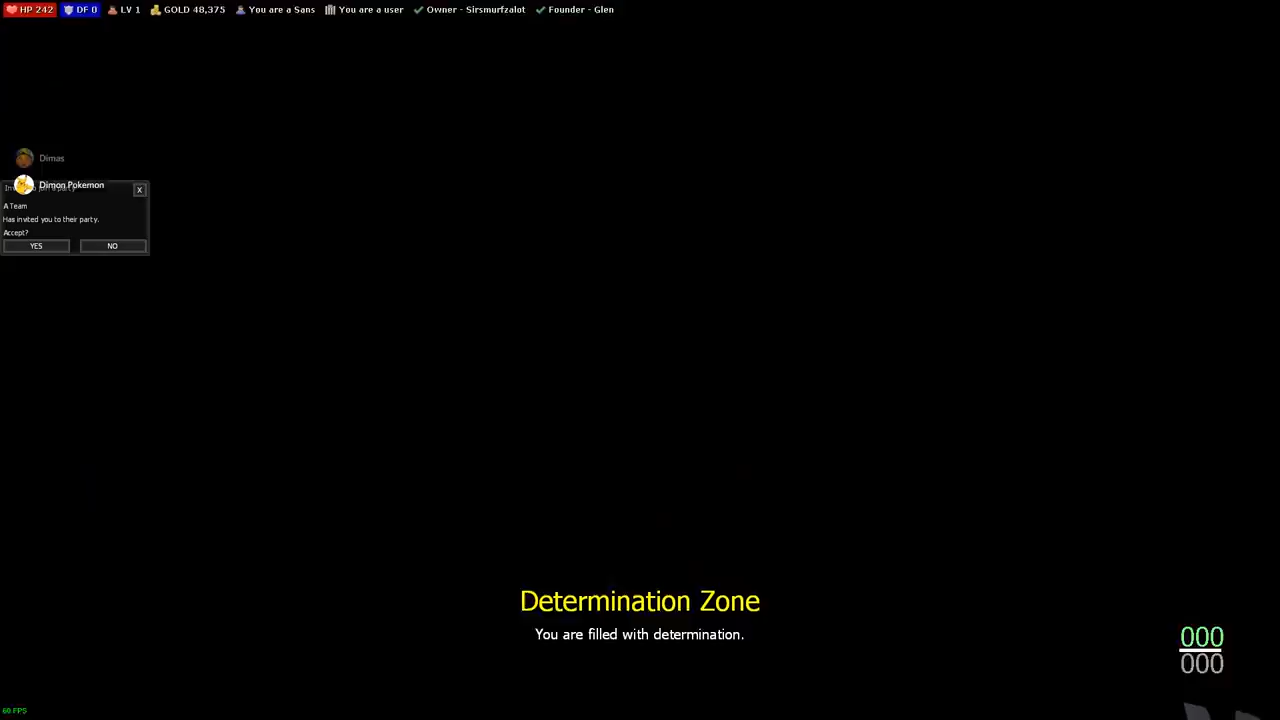 HP 242 DF 0 LV 1 GOLD 48,375 You are a Sans You are a user Owner - Sirsmurfzalot Founder - Glen
Dimas
Dimon Pokemon
X
A Team
Has invited you to their party.
Accept?
YES NO
Determination Zone
You are filled with determination.
000
000
60 FPS